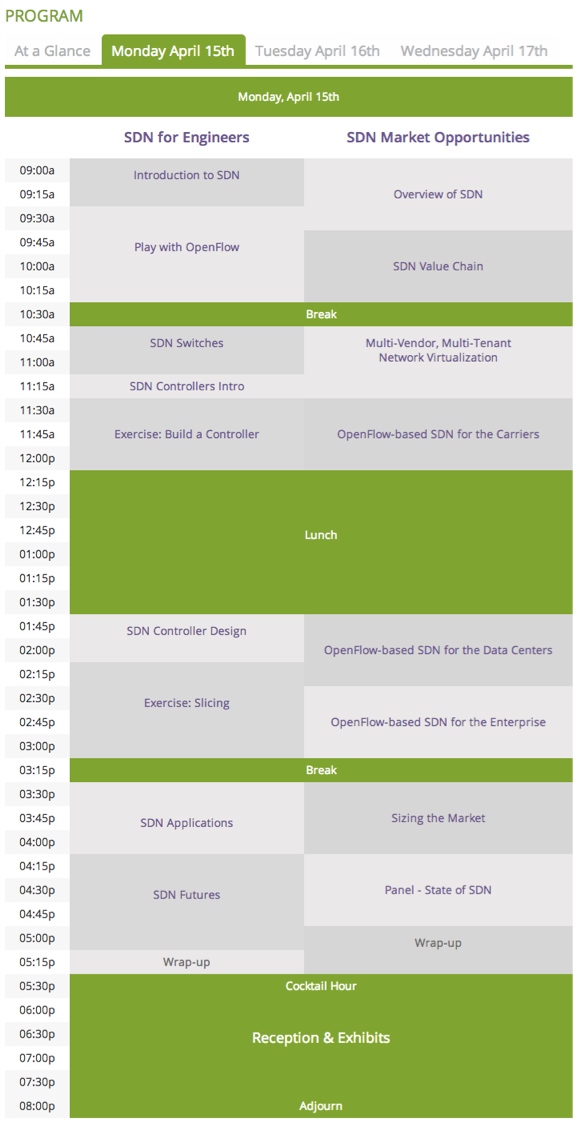 PROGRAM
At a Glance Monday April 15th Tuesday April 16th Wednesday April 17th
Monday, April 15th
SDN for Engineers SDN Market Opportunities
09:00a Introduction to SDN
09:15a Overview of SDN
09:30a
09:45a Play with OpenFlow
10:00a SDN Value Chain
10:15a
10:30a Break
10:45a SDN Switches Multi-Vendor, Multi-Tenant
Network Virtualization
11:00a
11:15a SDN Controllers Intro
11:30a
11:45a Exercise: Build a Controller OpenFlow-based SDN for the Carriers
12:00p
12:15p
12:30p
12:45p Lunch
01:00p
01:15p
01:30p
01:45p SDN Controller Design
02:00p OpenFlow-based SDN for the Data Centers
02:15p
02:30p Exercise: Slicing
02:45p OpenFlow-based SDN for the Enterprise
03:00p
03:15p Break
03:30p
03:45p SDN Applications Sizing the Market
04:00p
04:15p
04:30p SDN Futures Panel - State of SDN
04:45p
05:00p Wrap-up
05:15p Wrap-up
05:30p Cocktail Hour
06:00p
06:30p Reception & Exhibits
07:00p
07:30p
08:00p Adjourn